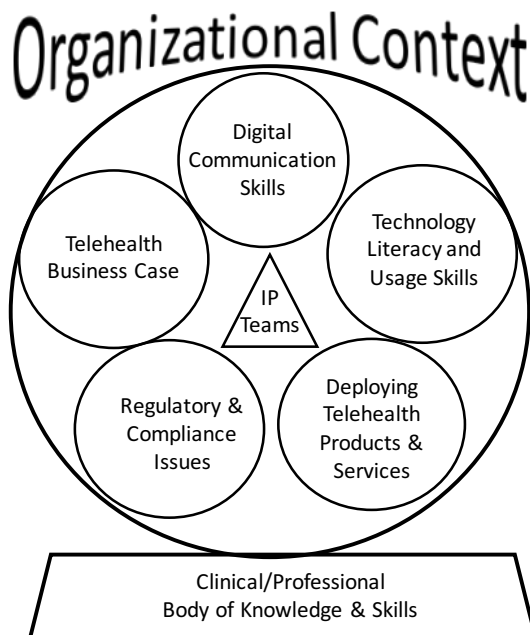 Organizational Context
Digital
Communication
Skills
Telehealth
Business Case
Technology
Literacy and
Usage Skills
IP
Teams
Regulatory &
Compliance
Issues
Deploying
Telehealth
Products &
Services
Clinical/Professional
Body of Knowledge & Skills